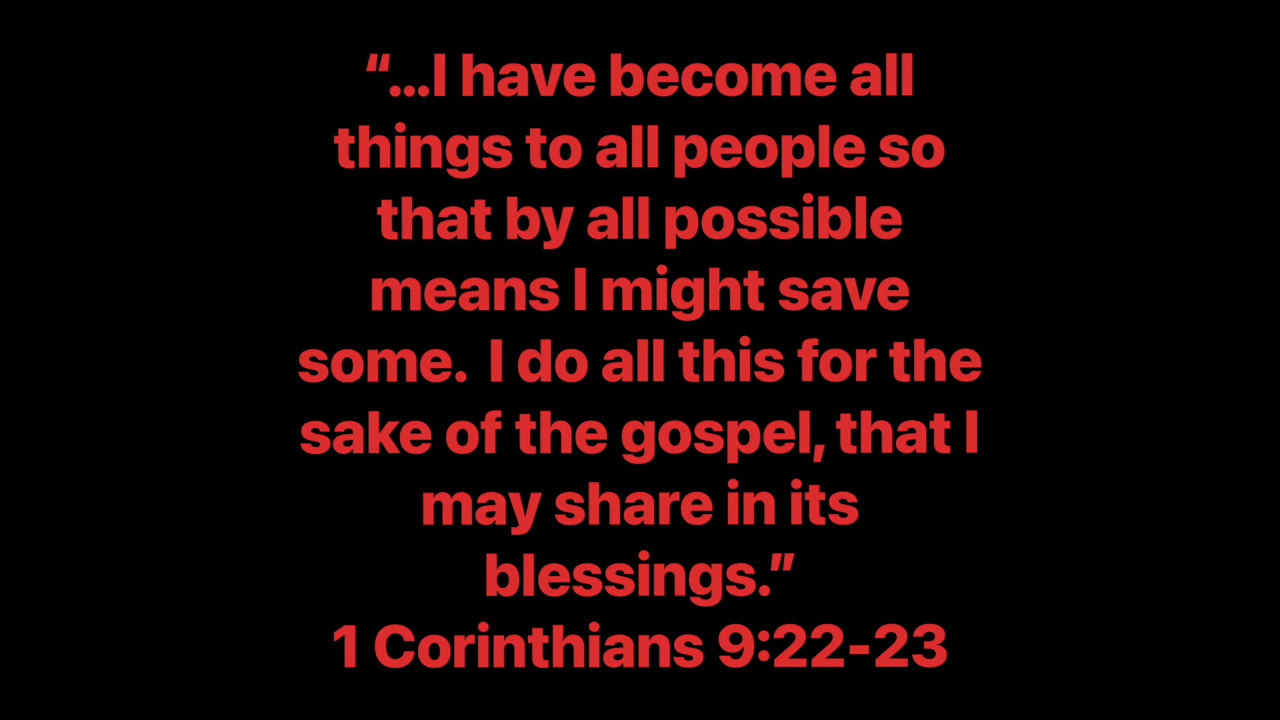 “…I have become all
things to all people so
that by all possible
means I might save
some.  I do all this for the
sake of the gospel, that I
may share in its
blessings.”
1 Corinthians 9:22-23